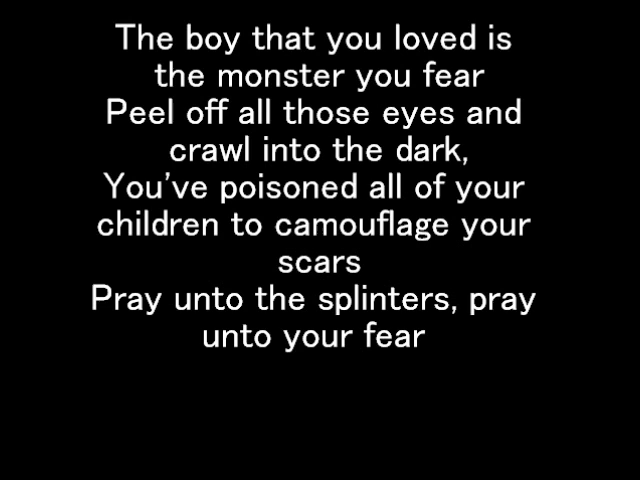 The boy that you loved is
the monster you fear
Peel off all those eyes and
crawl into the dark,
You've poisoned all of your
children to camouflage your
scars
Pray unto the splinters, pray
unto your fear